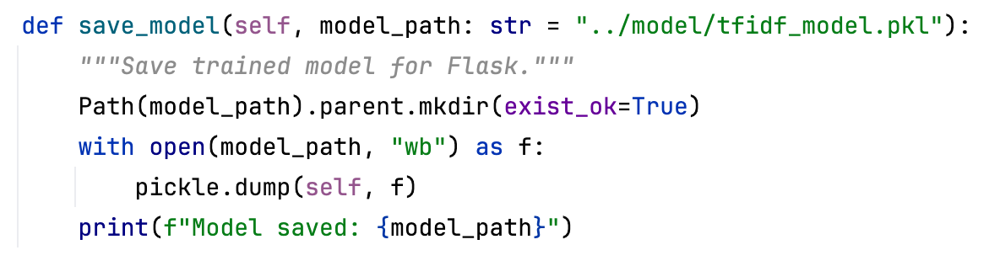 def save_model(self, model_path: str = "../model/tfidf_model.pkl"):
    """Save trained model for Flask."""
    Path(model_path).parent.mkdir(exist_ok=True)
    with open(model_path, "wb") as f:
        pickle.dump(self, f)
    print(f"Model saved: {model_path}")